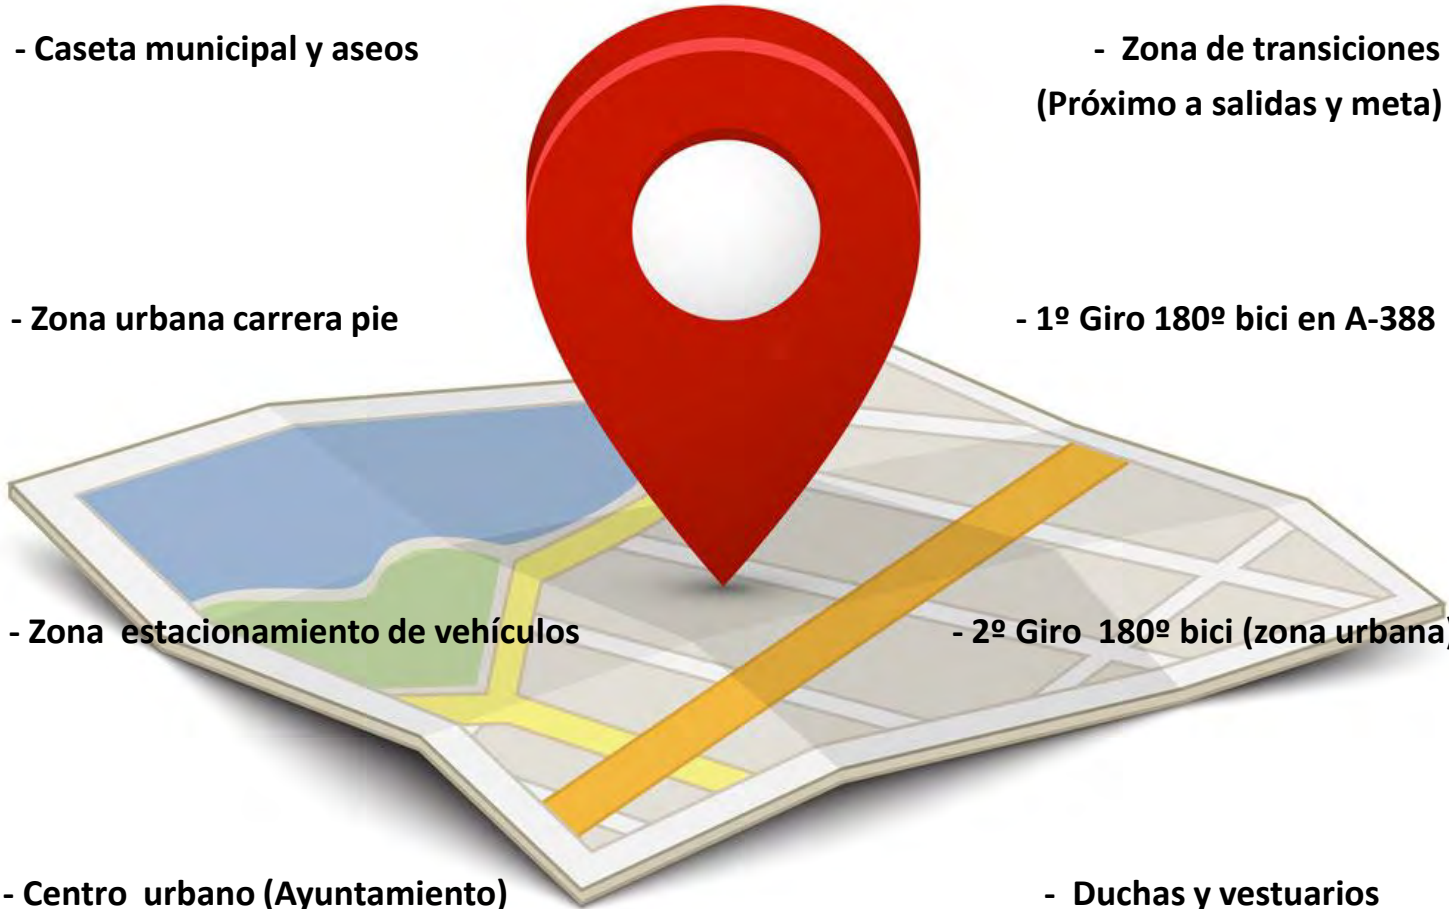 - Caseta municipal y aseos
- Zona de transiciones
(Próximo a salidas y meta)
- Zona urbana carrera pie
- 1º Giro 180º bici en A-388
- Zona estacionamiento de vehículos
- 2º Giro 180º bici (zona urbana)
- Centro urbano (Ayuntamiento)
- Duchas y vestuarios